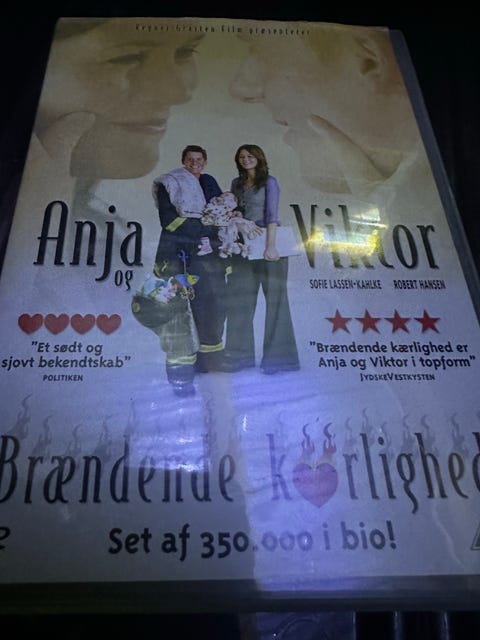 Regner Grasten Film præsenterer
Anja
og
Viktor
SOFIE LASSEN-KAHLKE ROBERT HANSEN
"Et sødt og
sjovt bekendtskab"
POLITIKEN
"Brændende kærlighed er
Anja og Viktor i topform"
JYDSKEVESTKYSTEN
Brændende kærlighed
Set af 350.000 i bio!